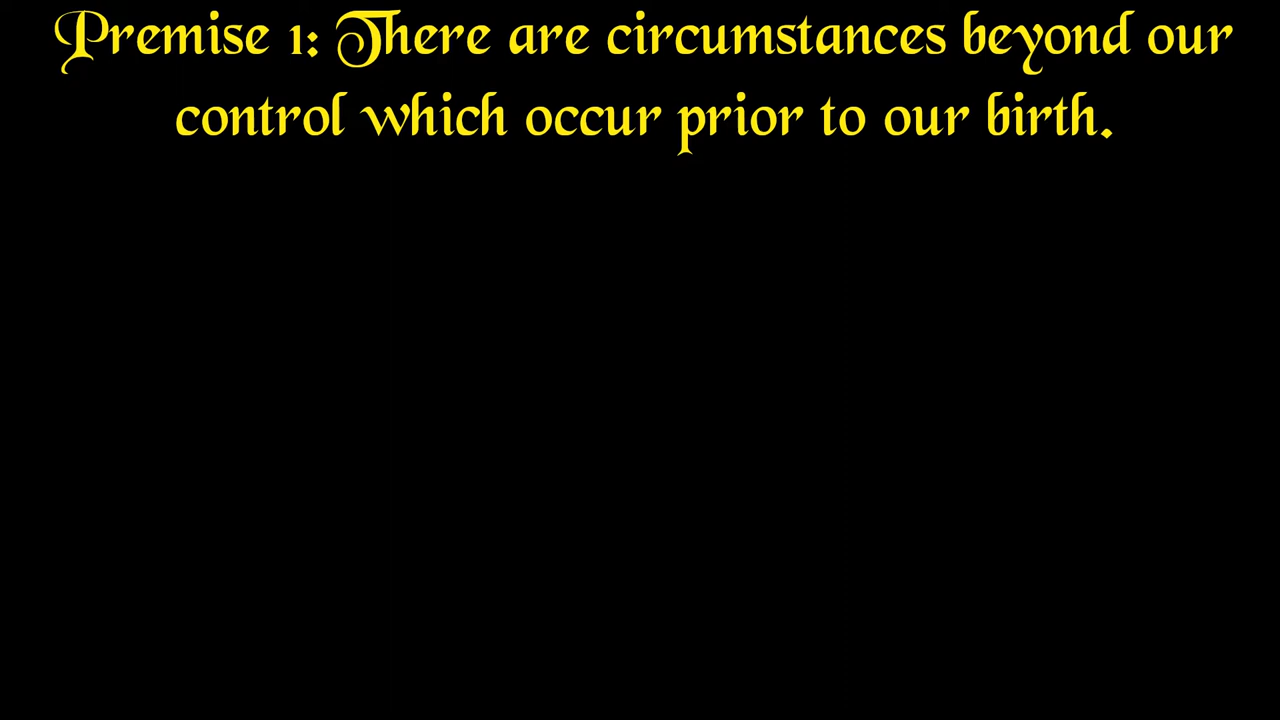 Premise 1: There are circumstances beyond our
control which occur prior to our birth.